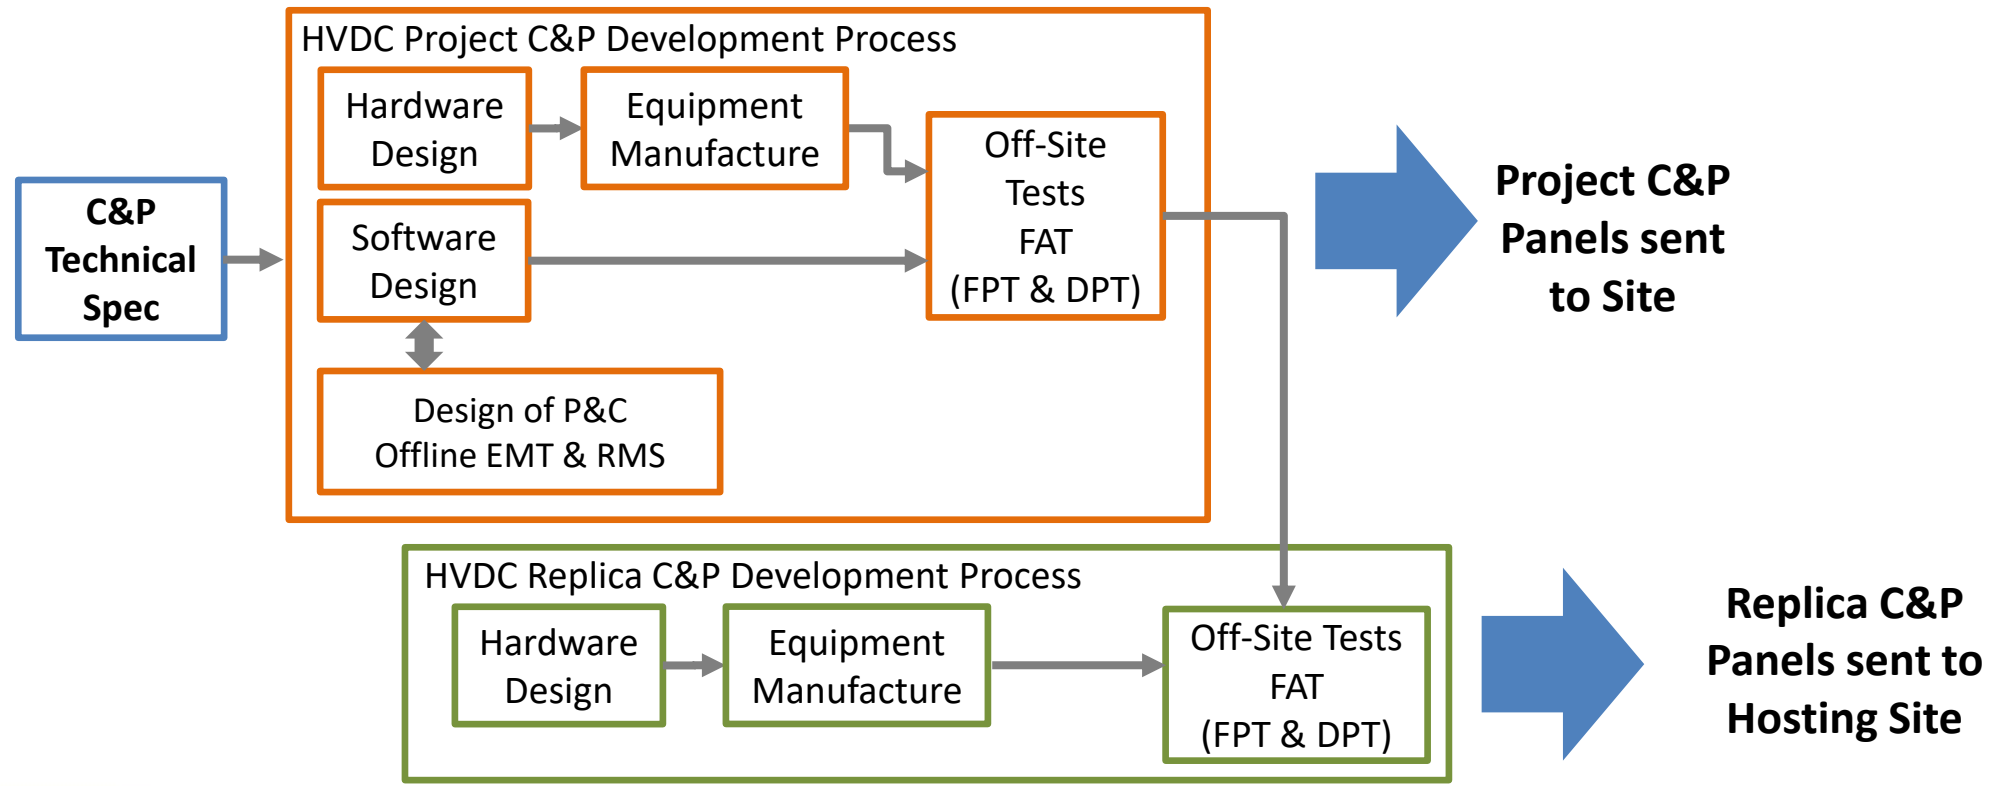 HVDC Project C&P Development Process
Hardware
Design
Equipment
Manufacture
Off-Site
Tests
FAT
(FPT & DPT)
C&P
Technical
Spec
Software
Design
Design of P&C
Offline EMT & RMS
Project C&P
Panels sent
to Site
HVDC Replica C&P Development Process
Hardware
Design
Equipment
Manufacture
Off-Site Tests
FAT
(FPT & DPT)
Replica C&P
Panels sent to
Hosting Site